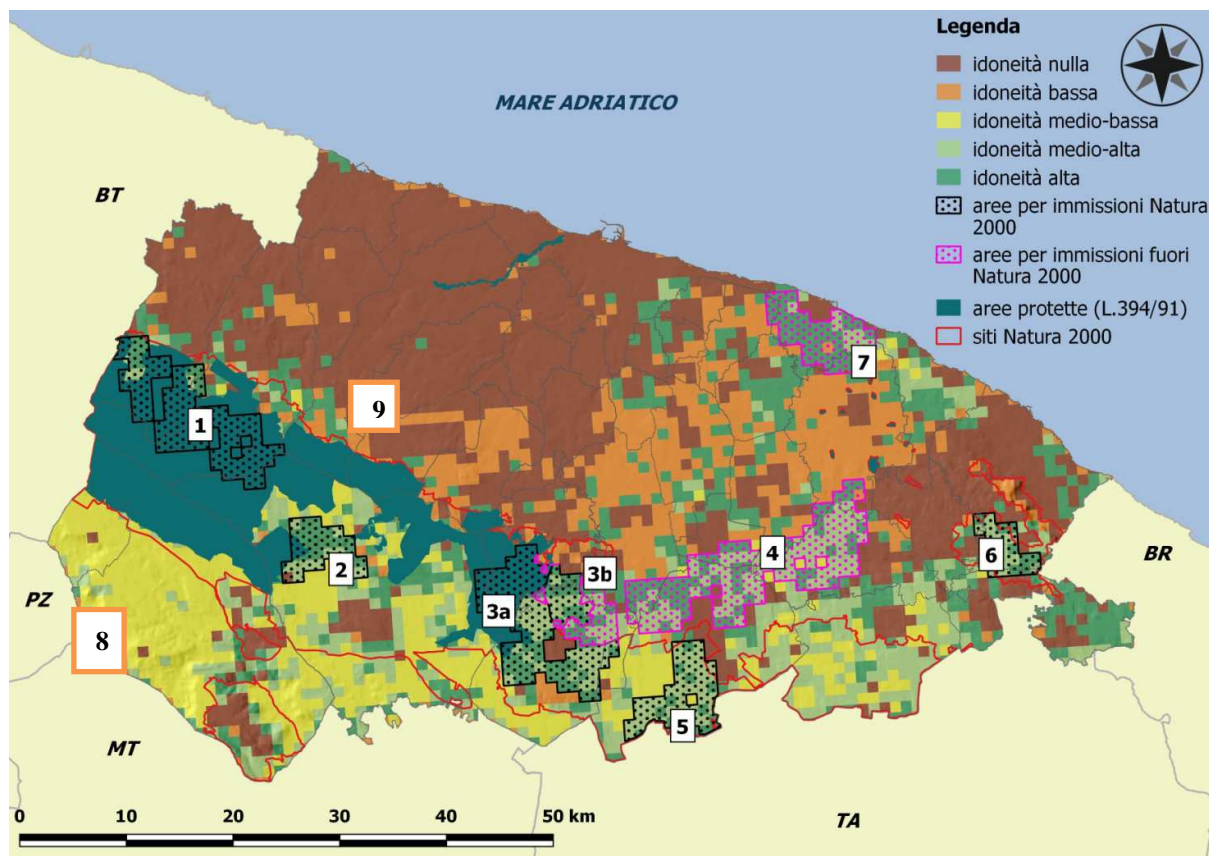 Legenda
idoneità nulla
idoneità bassa
idoneità medio-bassa
idoneità medio-alta
idoneità alta
aree per immissioni Natura
2000
aree per immissioni fuori
Natura 2000
aree protette (L.394/91)
siti Natura 2000
MARE ADRIATICO
BT
7
9
1
4
6
BR
2
3b
PZ
3a
8
5
MT
TA
0 10 20 30 40 50 km